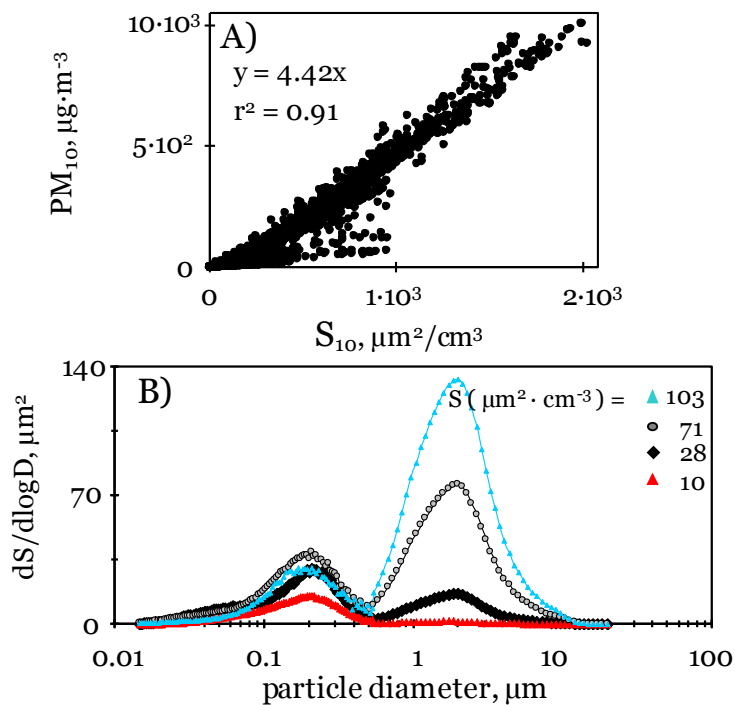 A)
y = 4.42x
r² = 0.91
PM₁₀, µg·m⁻³
10·10³
5·10²
0
0
1·10³
2·10³
S₁₀, µm²/cm³
B)
S ( µm² · cm⁻³ ) =
103
71
28
10
dS/dlogD, µm²
140
70
0
0.01
0.1
1
10
100
particle diameter, µm